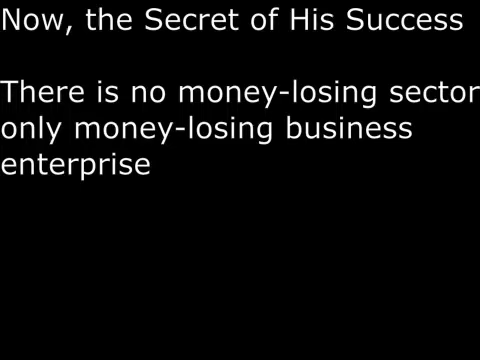 Now, the Secret of His Success
There is no money-losing sector
only money-losing business
enterprise